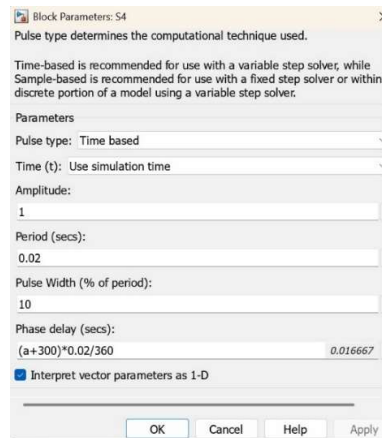 Block Parameters: S4
Pulse type determines the computational technique used.
Time-based is recommended for use with a variable step solver, while
Sample-based is recommended for use with a fixed step solver or within
discrete portion of a model using a variable step solver.
Parameters
Pulse type: Time based
Time (t): Use simulation time
Amplitude:
1
Period (secs):
0.02
Pulse Width (% of period):
10
Phase delay (secs):
(a+300)*0.02/360 0.016667
Interpret vector parameters as 1-D
OK Cancel Help Apply